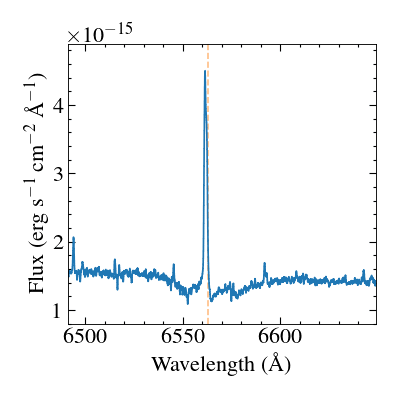 ×10⁻¹⁵
4
3
2
1
Flux (erg s⁻¹ cm⁻² Å⁻¹)
6500 6550 6600
Wavelength (Å)